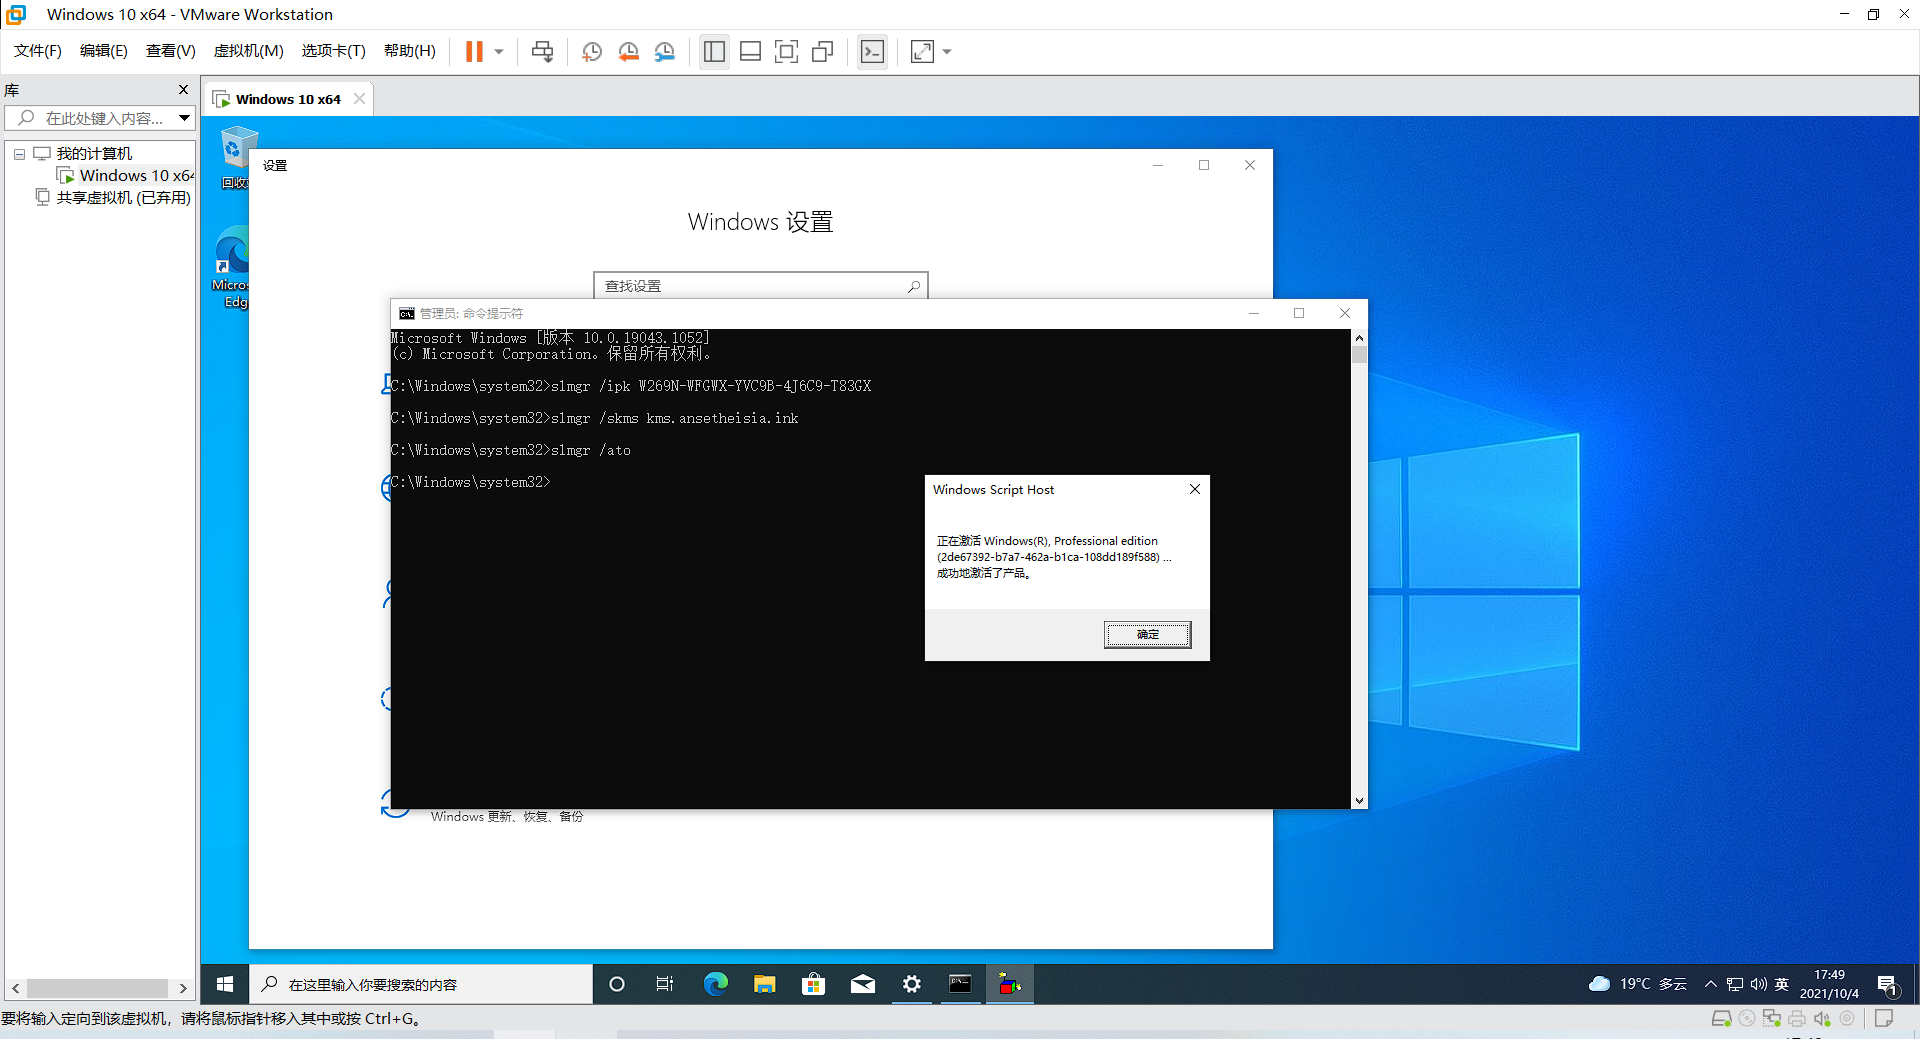 Windows 10 x64 - VMware Workstation
文件(F) 编辑(E) 查看(V) 虚拟机(M) 选项卡(T) 帮助(H)
库
在此处键入内容...
我的计算机
Windows 10 x64
共享虚拟机 (已弃用)
Windows 10 x64
回收
Micros
Edg
设置
Windows 设置
查找设置
管理员: 命令提示符
Microsoft Windows [版本 10.0.19043.1052]
(c) Microsoft Corporation。保留所有权利。
C:\Windows\system32>slmgr /ipk W269N-WFGWX-YVC9B-4J6C9-T83GX
C:\Windows\system32>slmgr /skms kms.ansetheisia.ink
C:\Windows\system32>slmgr /ato
C:\Windows\system32>
Windows Script Host
正在激活 Windows(R), Professional edition
(2de67392-b7a7-462a-b1ca-108dd189f588) ...
成功地激活了产品。
确定
Windows 更新、恢复、备份
在这里输入你要搜索的内容
19°C 多云
英
17:49
2021/10/4
1
要将输入定向到该虚拟机，请将鼠标指针移入其中或按 Ctrl+G。